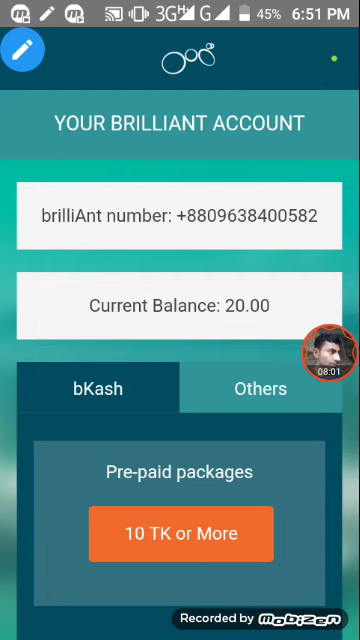 3G H+ G 45% 6:51 PM
YOUR BRILLIANT ACCOUNT
brilliAnt number: +8809638400582
Current Balance: 20.00
08:01
bKash Others
Pre-paid packages
10 TK or More
Recorded by MOBIZEN